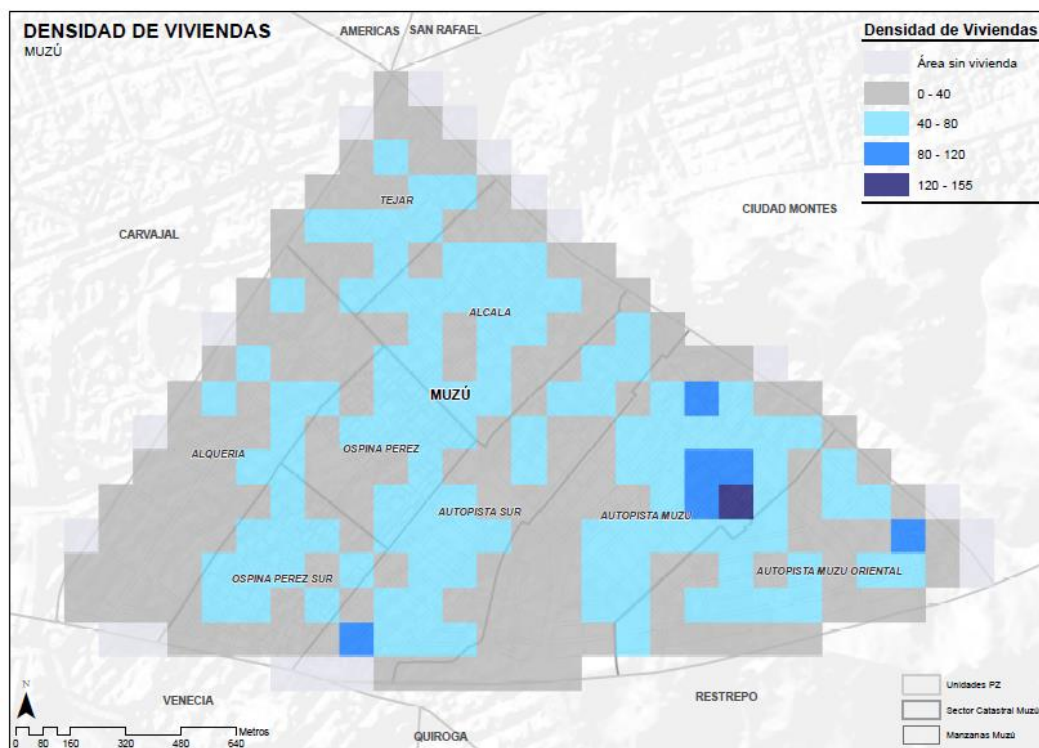 DENSIDAD DE VIVIENDAS
MUZÚ
AMERICAS
SAN RAFAEL
Densidad de Viviendas
Área sin vivienda
0 - 40
40 - 80
80 - 120
120 - 155
TEJAR
CIUDAD MONTES
CARVAJAL
ALCALA
MUZÚ
ALQUERIA
OSPINA PEREZ
AUTOPISTA SUR
AUTOPISTA MUZU
OSPINA PEREZ SUR
AUTOPISTA MUZU ORIENTAL
VENECIA
RESTREPO
QUIROGA
N
Metros
0 80 160 320 480 640
Unidades PZ
Sector Catastral Muzú
Manzanas Muzú